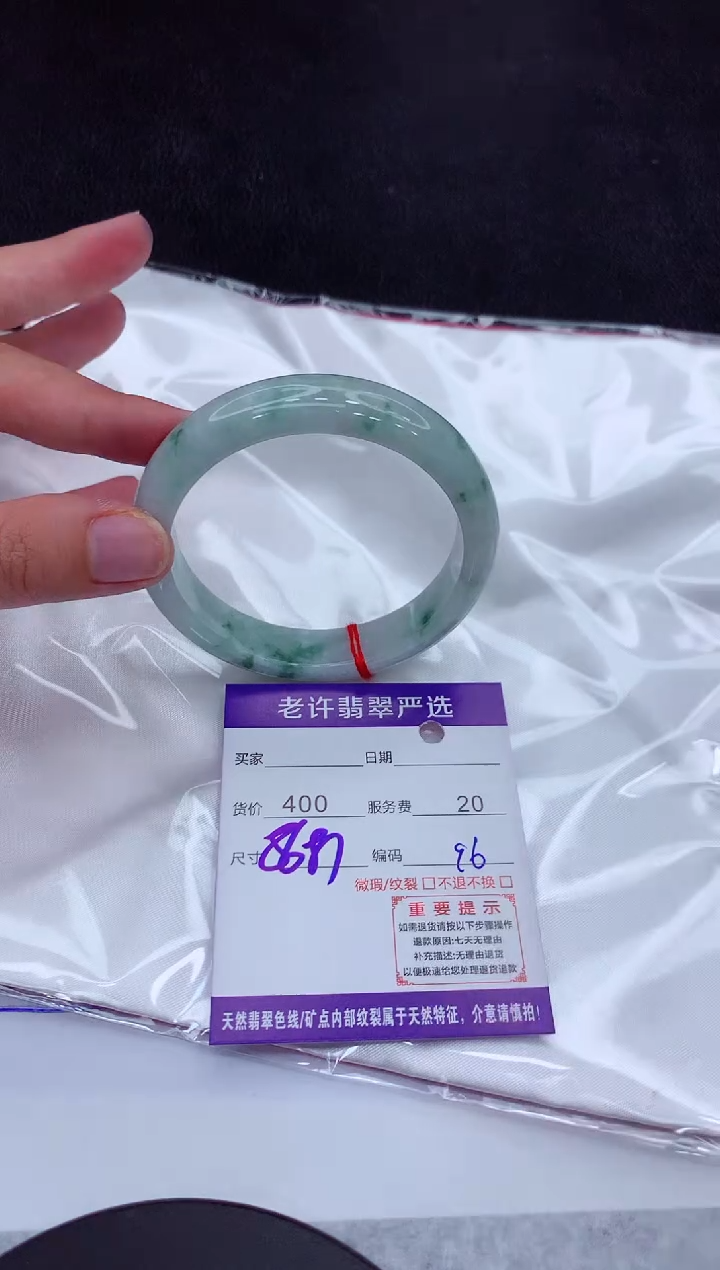 老许翡翠严选
买家 日期
货价 400 服务费 20
尺寸 编码 96
微瑕/纹裂 □不退不换 □
重要提示
如需退货请按以下步骤操作
退款原因:七天无理由
补充描述:无理由退货
以便极速给您处理退货退款
天然翡翠色线/矿点内部纹裂属于天然特征，介意请慎拍!